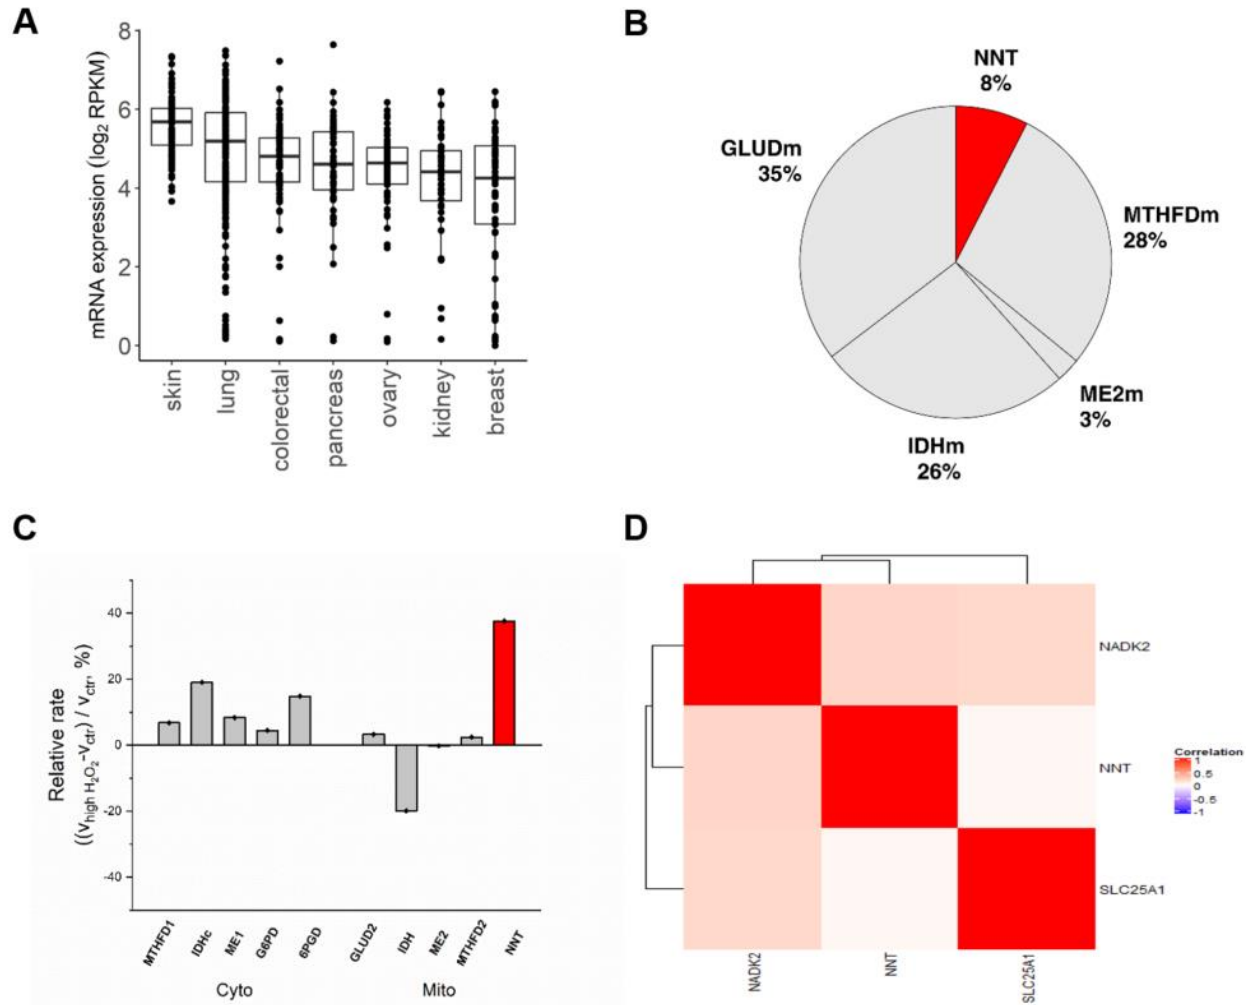 A
mRNA expression (log2 RPKM)
8
6
4
2
0
skin
lung
colorectal
pancreas
ovary
kidney
breast
B
NNT
8%
GLUDm
35%
MTHFDm
28%
ME2m
3%
IDHm
26%
C
Relative rate
((vhigh H2O2-vctr) / vctr, %)
40
20
0
-20
-40
MTHFD1
IDHc
ME1
G6PD
6PGD
GLUD2
IDH
ME2
MTHFD2
NNT
Cyto
Mito
D
NADK2
NNT
SLC25A1
NADK2
NNT
SLC25A1
Correlation
1
0.5
0
-0.5
-1